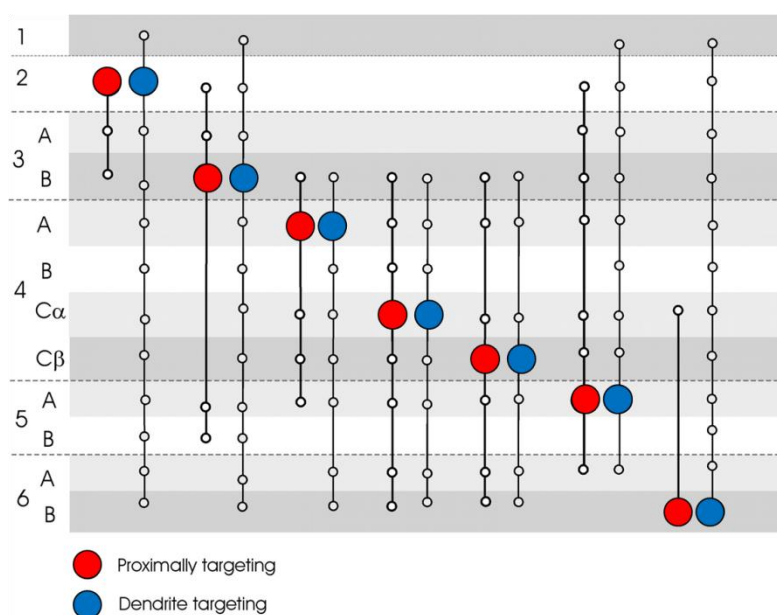 1
2
A
3
B
A
B
4
Cα
Cβ
A
5
B
A
6
B
Proximally targeting
Dendrite targeting